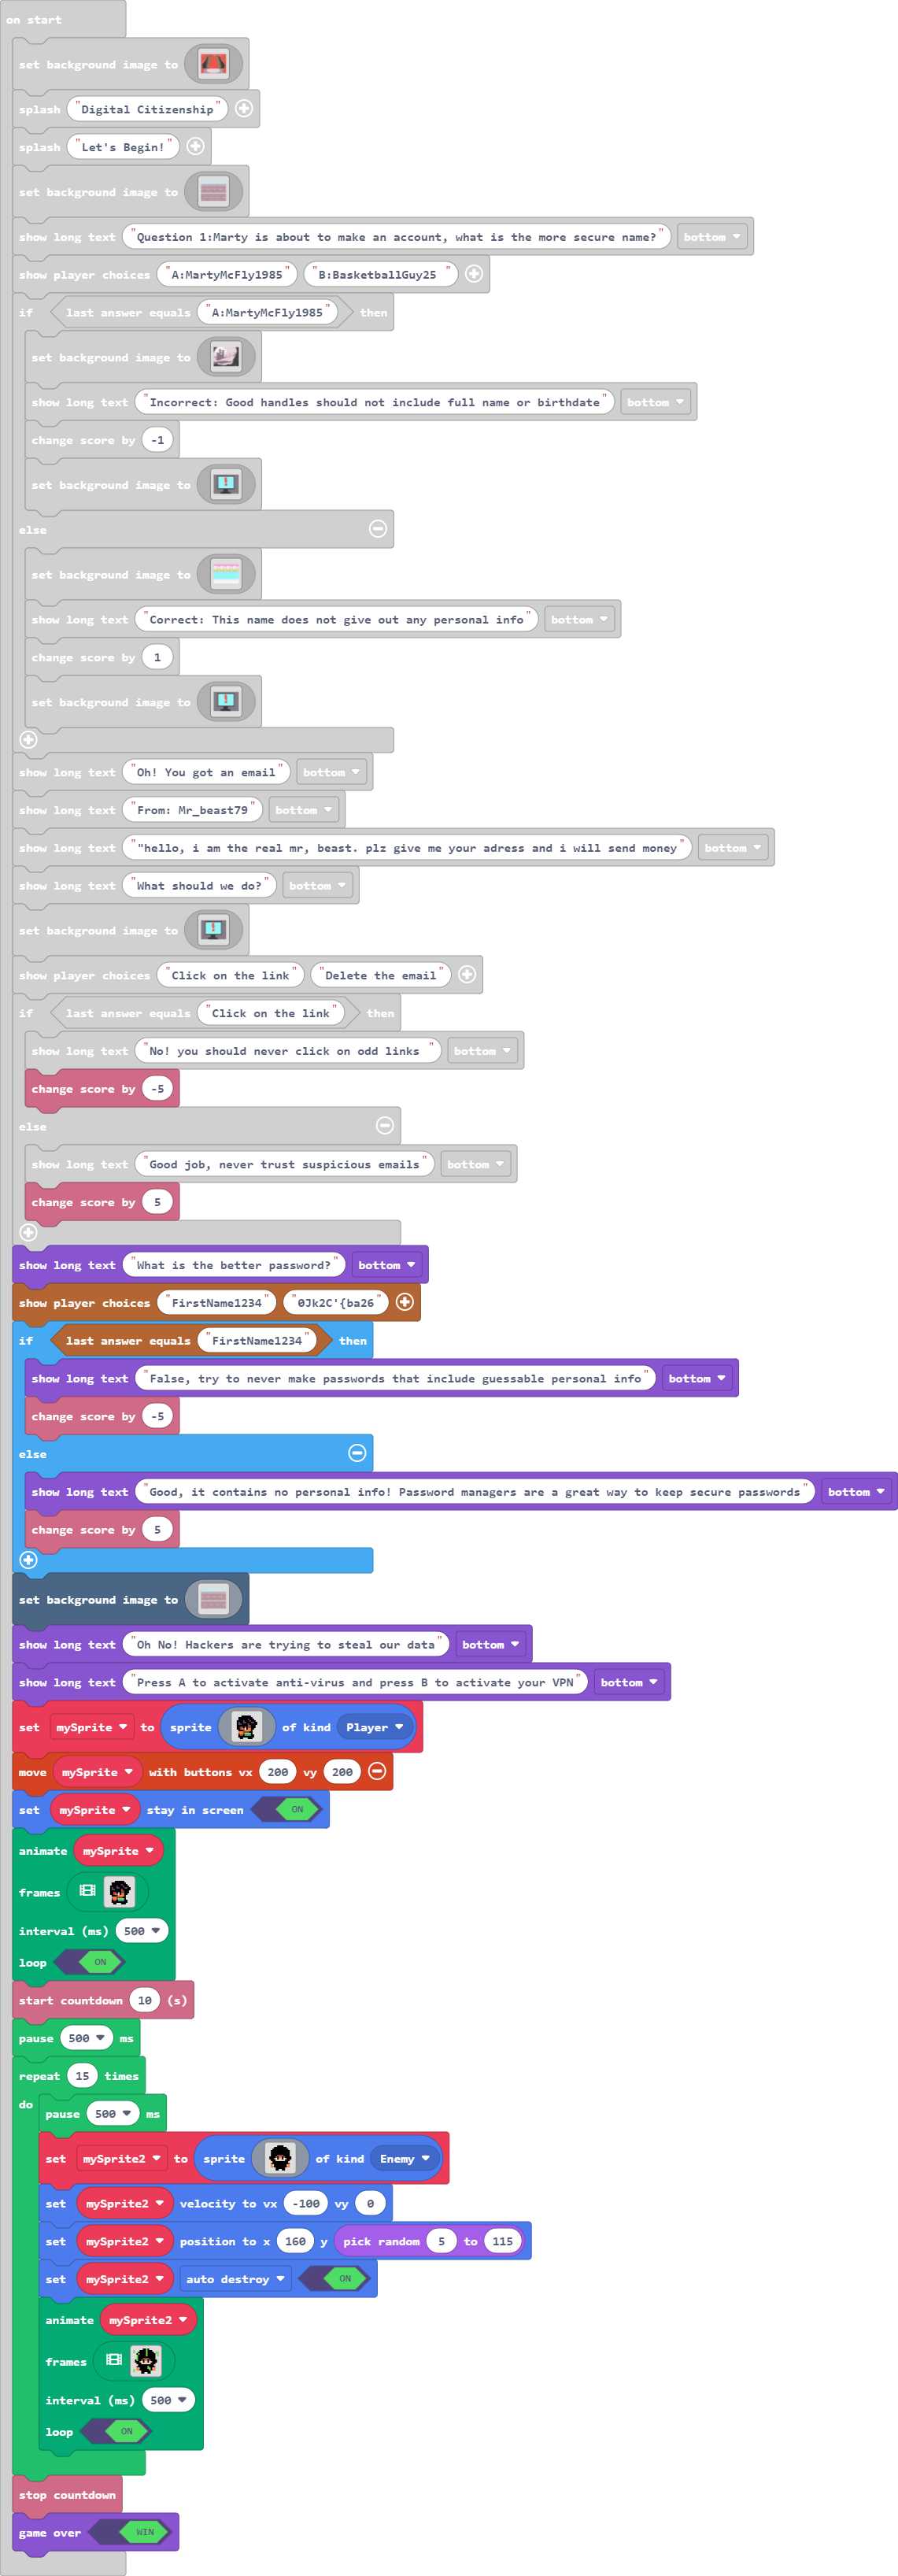 on start
set background image to
splash "Digital Citizenship"
splash "Let's Begin!"
set background image to
show long text "Question 1:Marty is about to make an account, what is the more secure name?" bottom
show player choices "A:MartyMcFly1985" "B:BasketballGuy25 "
if last answer equals "A:MartyMcFly1985" then
set background image to
show long text "Incorrect: Good handles should not include full name or birthdate" bottom
change score by -1
set background image to
else
set background image to
show long text "Correct: This name does not give out any personal info" bottom
change score by 1
set background image to
show long text "Oh! You got an email" bottom
show long text "From: Mr_beast79" bottom
show long text ""hello, i am the real mr, beast. plz give me your adress and i will send money" bottom
show long text "What should we do?" bottom
set background image to
show player choices "Click on the link" "Delete the email"
if last answer equals "Click on the link" then
show long text "No! you should never click on odd links " bottom
change score by -5
else
show long text "Good job, never trust suspicious emails" bottom
change score by 5
show long text "What is the better password?" bottom
show player choices "FirstName1234" "0Jk2C'{ba26"
if last answer equals "FirstName1234" then
show long text "False, try to never make passwords that include guessable personal info" bottom
change score by -5
else
show long text "Good, it contains no personal info! Password managers are a great way to keep secure passwords" bottom
change score by 5
set background image to
show long text "Oh No! Hackers are trying to steal our data" bottom
show long text "Press A to activate anti-virus and press B to activate your VPN" bottom
set mySprite to sprite of kind Player
move mySprite with buttons vx 200 vy 200
set mySprite stay in screen ON
animate mySprite
frames
interval (ms) 500
loop ON
start countdown 10 (s)
pause 500 ms
repeat 15 times
do pause 500 ms
set mySprite2 to sprite of kind Enemy
set mySprite2 velocity to vx -100 vy 0
set mySprite2 position to x 160 y pick random 5 to 115
set mySprite2 auto destroy ON
animate mySprite2
frames
interval (ms) 500
loop ON
stop countdown
game over WIN